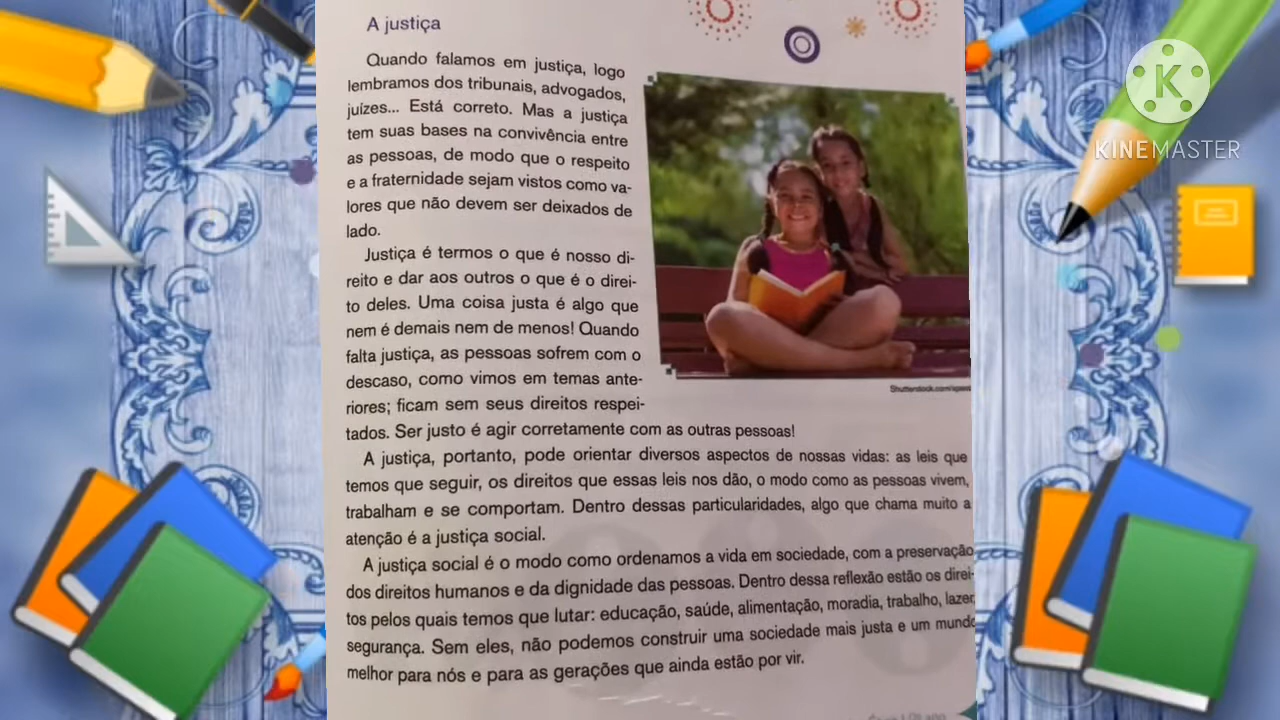 A justiça
Quando falamos em justiça, logo
lembramos dos tribunais, advogados,
juízes... Está correto. Mas a justiça
tem suas bases na convivência entre
as pessoas, de modo que o respeito
e a fraternidade sejam vistos como va-
lores que não devem ser deixados de
lado.
Justiça é termos o que é nosso di-
reito e dar aos outros o que é o direi-
to deles. Uma coisa justa é algo que
nem é demais nem de menos! Quando
falta justiça, as pessoas sofrem com o
descaso, como vimos em temas ante-
riores; ficam sem seus direitos respei-
tados. Ser justo é agir corretamente com as outras pessoas!
A justiça, portanto, pode orientar diversos aspectos de nossas vidas: as leis que
temos que seguir, os direitos que essas leis nos dão, o modo como as pessoas vivem,
trabalham e se comportam. Dentro dessas particularidades, algo que chama muito a
atenção é a justiça social.
A justiça social é o modo como ordenamos a vida em sociedade, com a preservação
dos direitos humanos e da dignidade das pessoas. Dentro dessa reflexão estão os direi-
tos pelos quais temos que lutar: educação, saúde, alimentação, moradia, trabalho, lazer,
segurança. Sem eles, não podemos construir uma sociedade mais justa e um mundo
melhor para nós e para as gerações que ainda estão por vir.
K
KINEMASTER